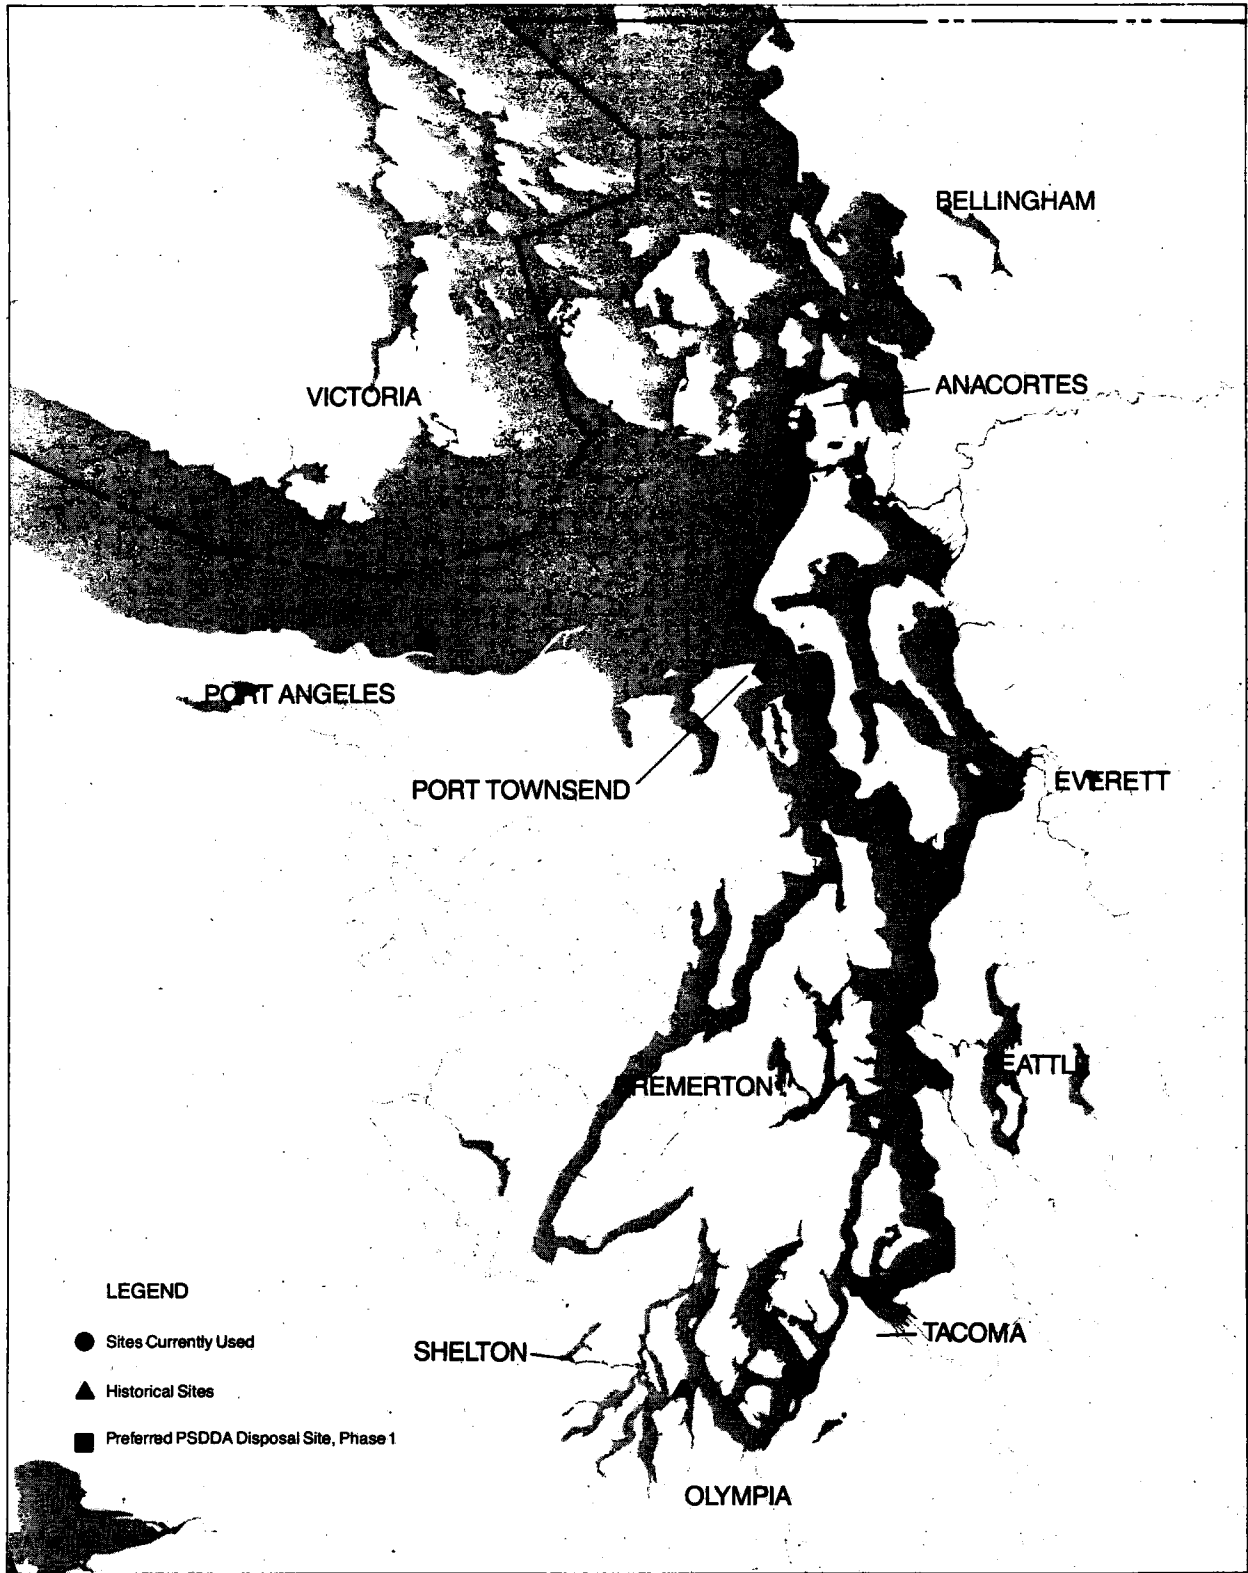 BELLINGHAM
VICTORIA
ANACORTES
PORT ANGELES
PORT TOWNSEND
EVERETT
SEATTLE
BREMERTON
LEGEND
Sites Currently Used
Historical Sites
Preferred PSDDA Disposal Site, Phase 1
SHELTON
TACOMA
OLYMPIA